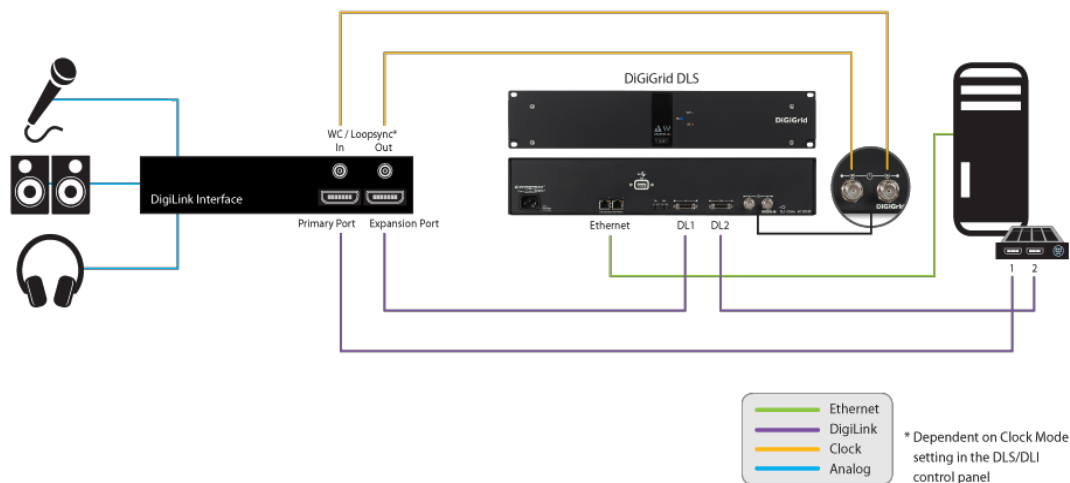 DiGiGrid DLS
WC / Loopsync*
In
Out
DiGiGrid
DigiLink Interface
DiGiGrid
Primary Port
Expansion Port
Ethernet
DL1
DL2
1
2
Ethernet
DigiLink
Clock
Analog
* Dependent on Clock Mode
setting in the DLS/DLI
control panel